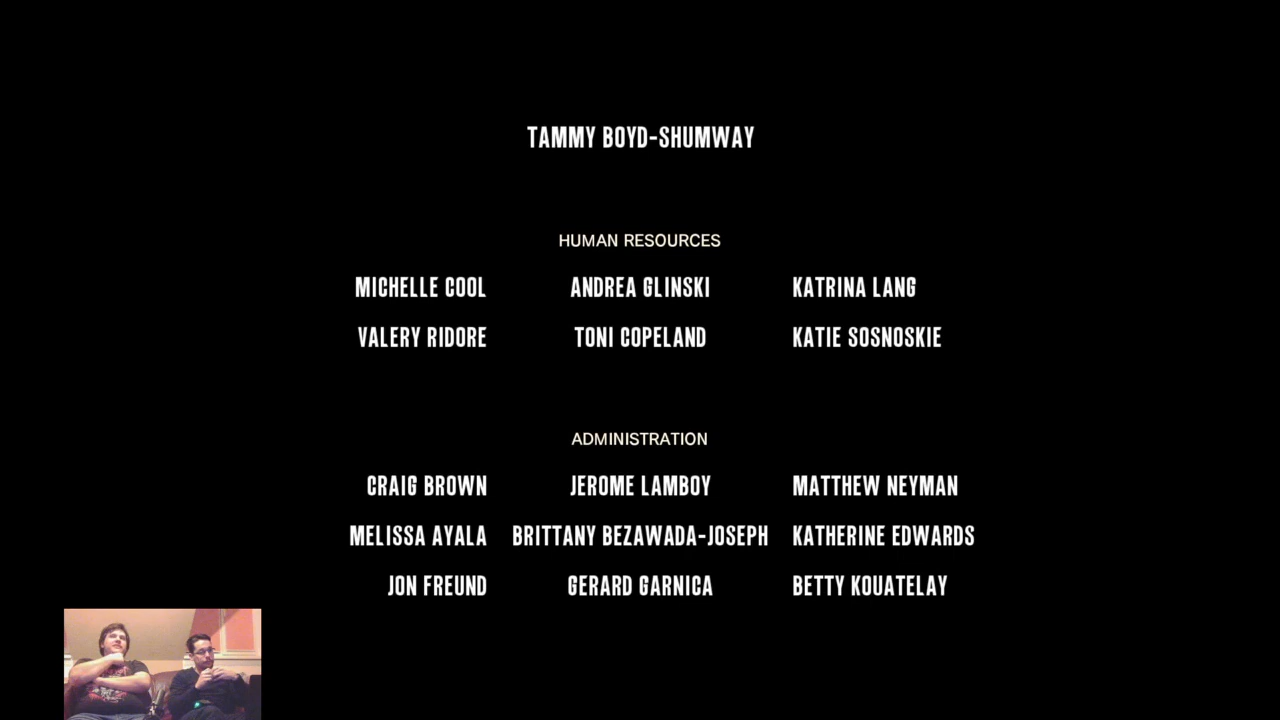 TAMMY BOYD-SHUMWAY
HUMAN RESOURCES
MICHELLE COOL ANDREA GLINSKI KATRINA LANG
VALERY RIDORE TONI COPELAND KATIE SOSNOSKIE
ADMINISTRATION
CRAIG BROWN JEROME LAMBOY MATTHEW NEYMAN
MELISSA AYALA BRITTANY BEZAWADA-JOSEPH KATHERINE EDWARDS
JON FREUND GERARD GARNICA BETTY KOUATELAY